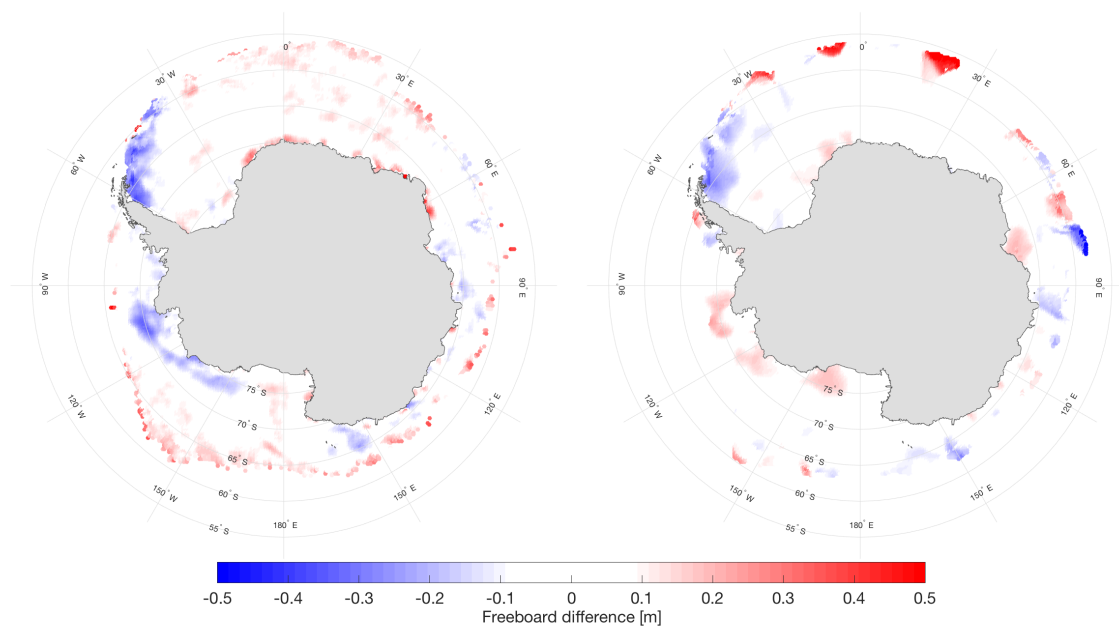 0° 0°
30° W 30° E 30° W 30° E
60° W 60° E 60° W 60° E
90° W 90° E 90° W 90° E
75° S 75° S
120° W 120° E 120° W 120° E
70° S 70° S
65° S 65° S
150° W 60° S 150° E 150° W 60° S 150° E
55° S 180° E 55° S 180° E
-0.5 -0.4 -0.3 -0.2 -0.1 0 0.1 0.2 0.3 0.4 0.5
Freeboard difference [m]